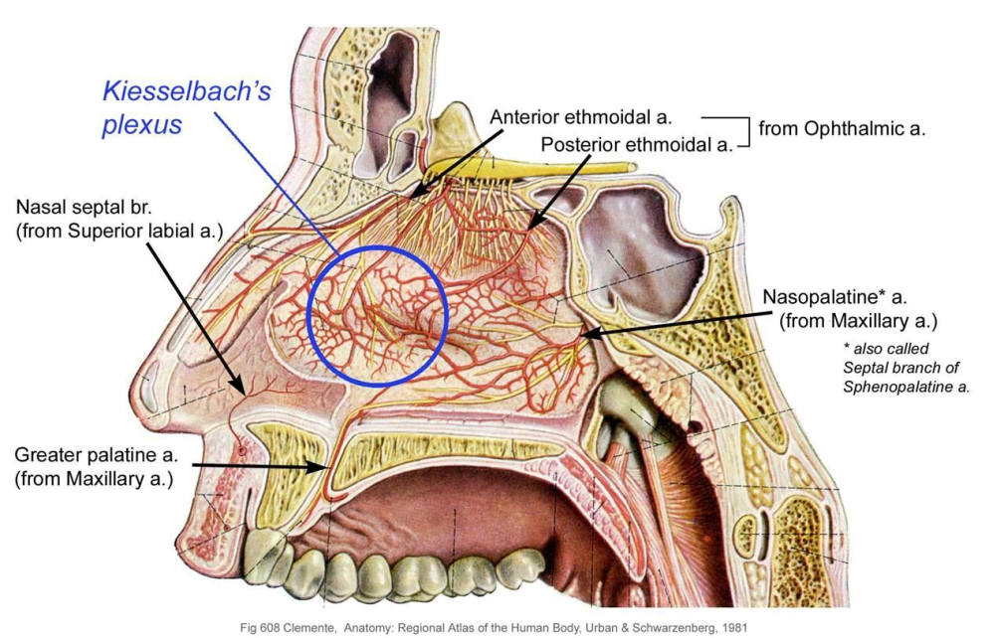 Kiesselbach's
plexus
Anterior ethmoidal a.
Posterior ethmoidal a.
from Ophthalmic a.
Nasal septal br.
(from Superior labial a.)
Nasopalatine* a.
(from Maxillary a.)
* also called
Septal branch of
Sphenopalatine a.
Greater palatine a.
(from Maxillary a.)
Fig 608 Clemente, Anatomy: Regional Atlas of the Human Body, Urban & Schwarzenberg, 1981